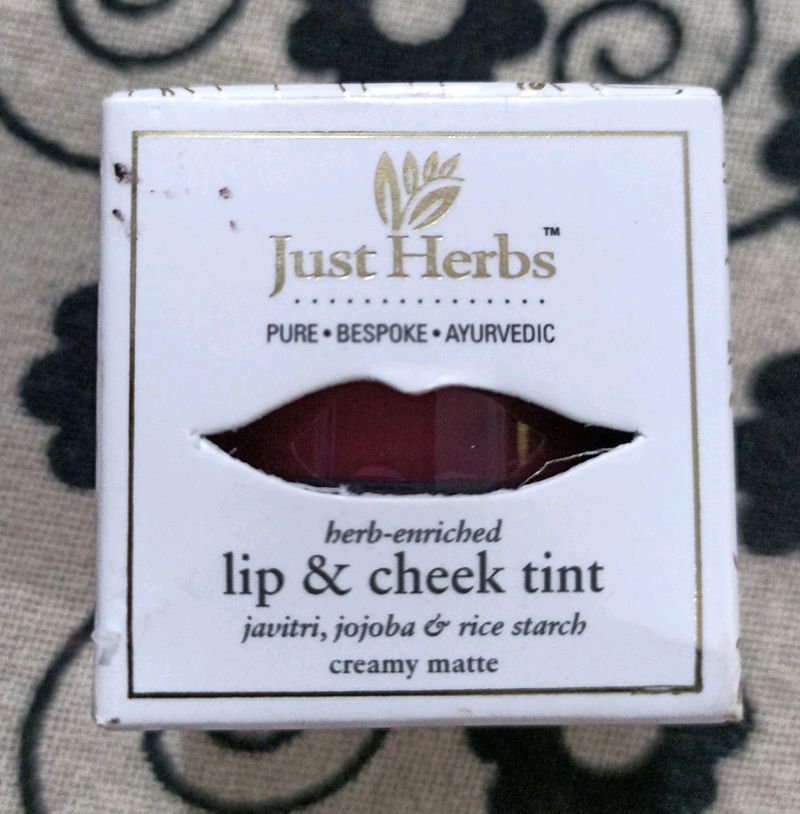 Just Herbs™
PURE • BESPOKE • AYURVEDIC
herb-enriched
lip & cheek tint
javitri, jojoba & rice starch
creamy matte